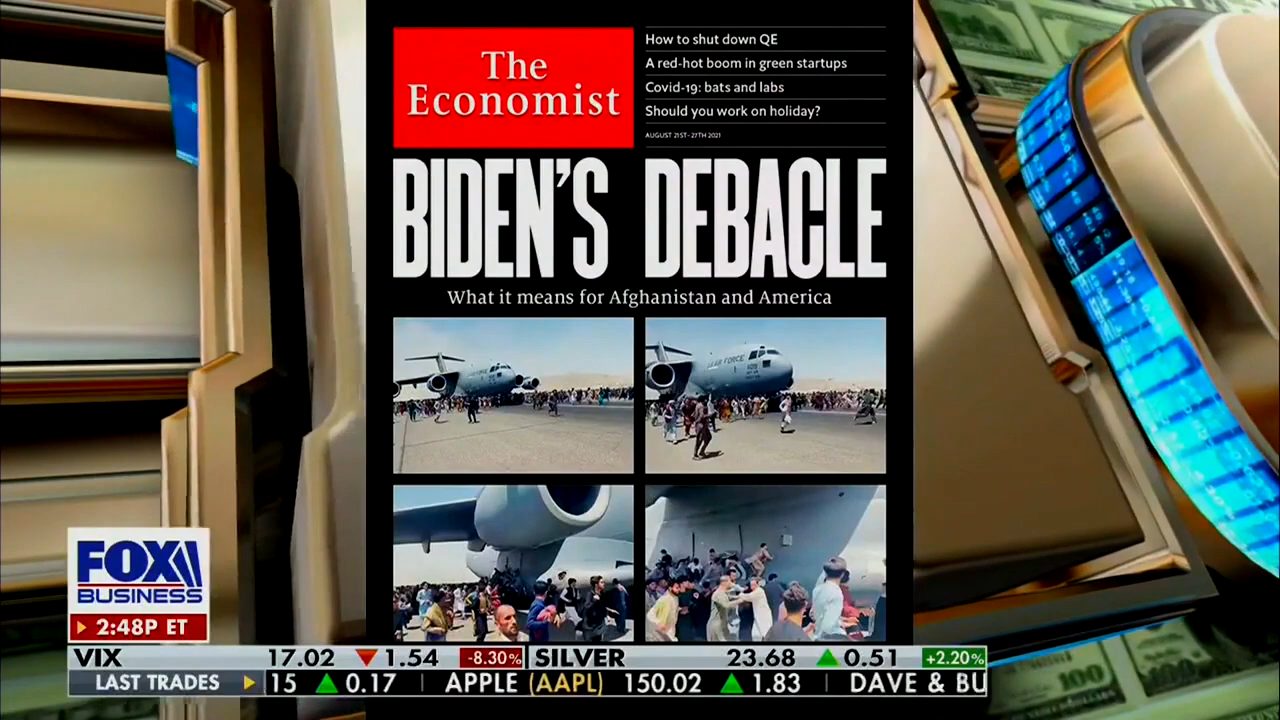 The
Economist
How to shut down QE
A red-hot boom in green startups
Covid-19: bats and labs
Should you work on holiday?
AUGUST 21ST-27TH 2021
BIDEN'S DEBACLE
What it means for Afghanistan and America
AIR FORCE
FOX
BUSINESS
2:48P ET
VIX 17.02 ▼ 1.54 -8.30% SILVER 23.68 ▲ 0.51 +2.20%
LAST TRADES 15 ▲ 0.17 | APPLE (AAPL) 150.02 ▲ 1.83 | DAVE & BU
100